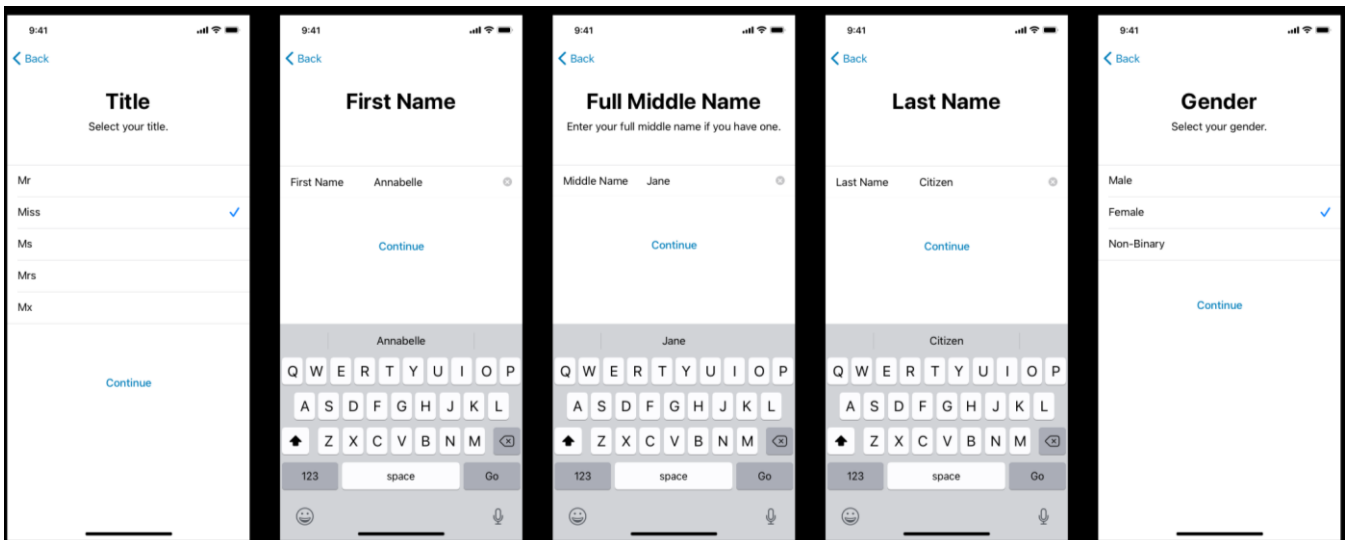 9:41
Back
Title
Select your title.
Mr
Miss
Ms
Mrs
Mx
Continue
9:41
Back
First Name
First Name Annabelle
Continue
Annabelle
Q W E R T Y U I O P
A S D F G H J K L
Z X C V B N M
123 space Go
9:41
Back
Full Middle Name
Enter your full middle name if you have one.
Middle Name Jane
Continue
Jane
Q W E R T Y U I O P
A S D F G H J K L
Z X C V B N M
123 space Go
9:41
Back
Last Name
Last Name Citizen
Continue
Citizen
Q W E R T Y U I O P
A S D F G H J K L
Z X C V B N M
123 space Go
9:41
Back
Gender
Select your gender.
Male
Female
Non-Binary
Continue